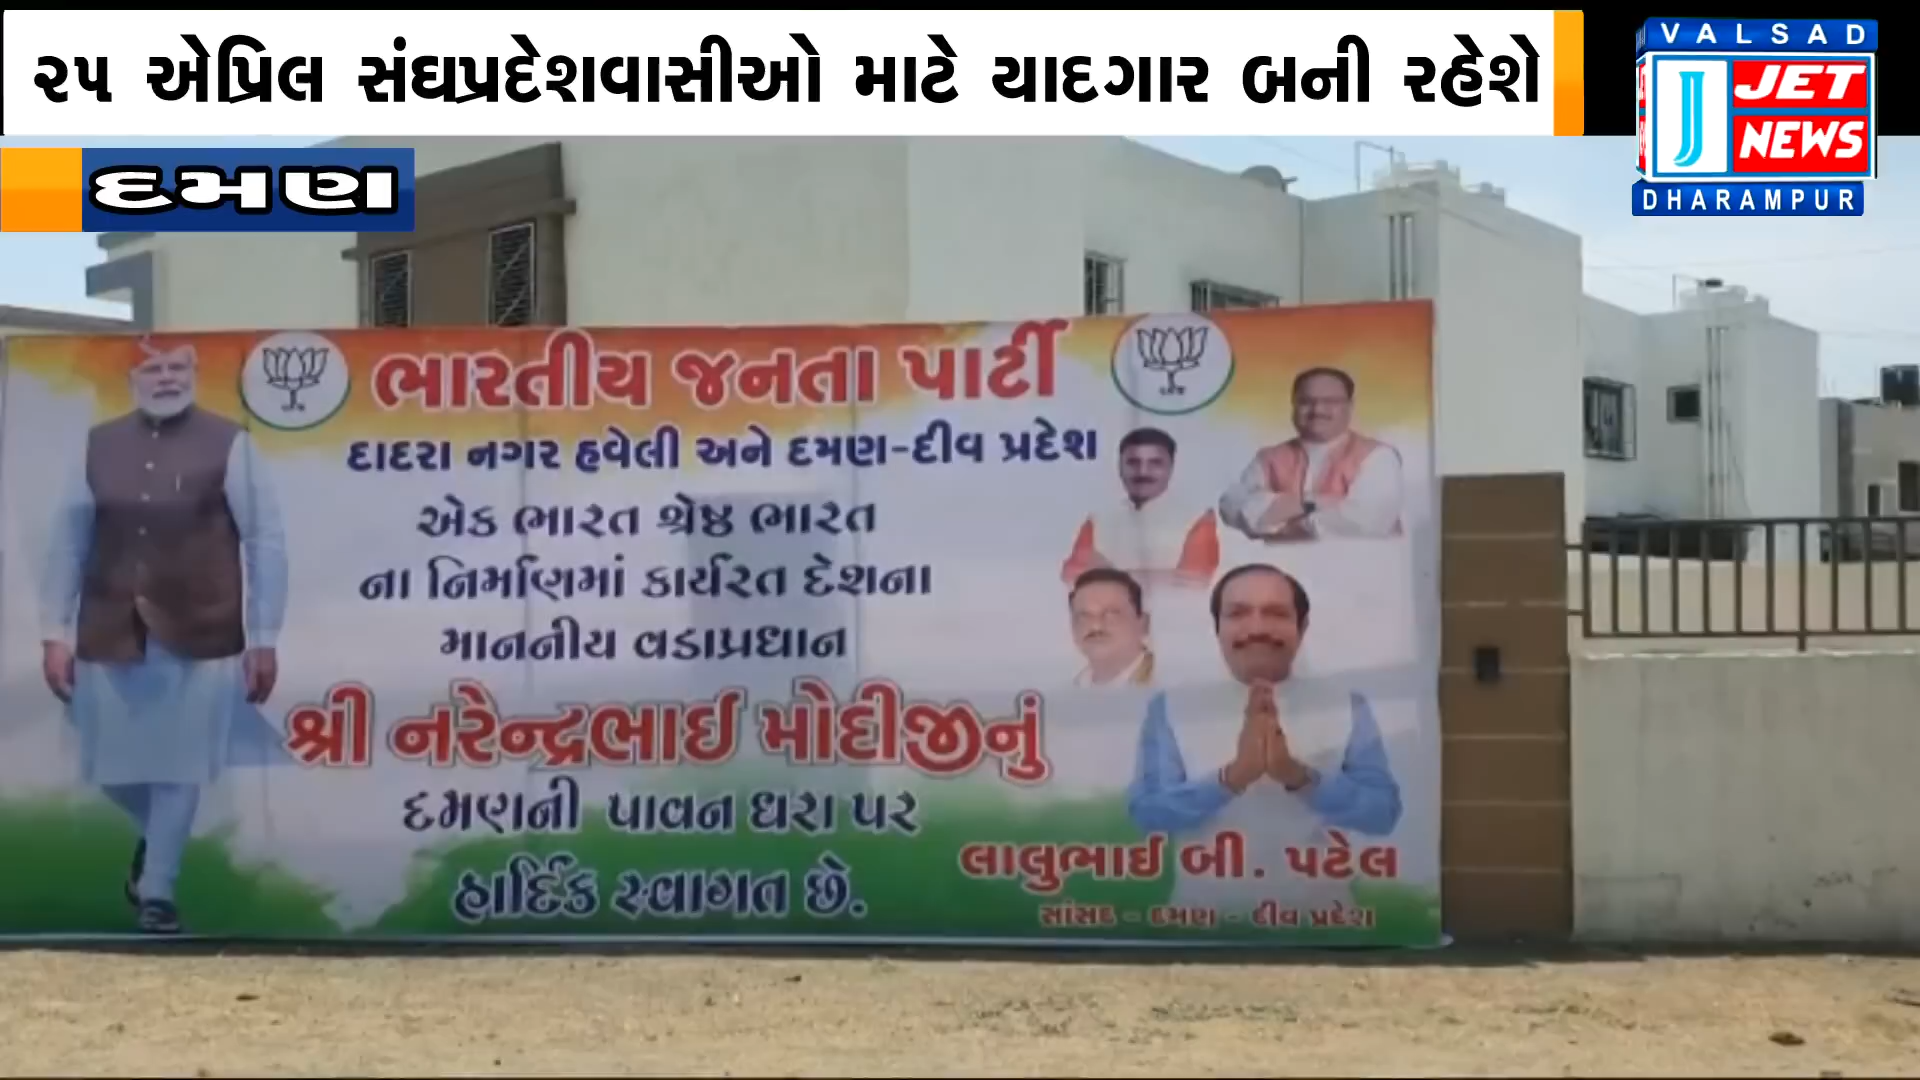 ૨૫ એપ્રિલ સંઘપ્રદેશવાસીઓ માટે યાદગાર બની રહેશે
VALSAD
J JET
NEWS
DHARAMPUR
દમણ
ભારતીય જનતા પાર્ટી
દાદરા નગર હવેલી અને દમણ-દીવ પ્રદેશ
એક ભારત શ્રેષ્ઠ ભારત
ના નિર્માણમાં કાર્યરત દેશના
માનનીય વડાપ્રધાન
શ્રી નરેન્દ્રભાઈ મોદીજીનું
દમણની પાવન ધરા પર
હાર્દિક સ્વાગત છે.
લાલુભાઈ બી. પટેલ
સાંસદ - દમણ - દીવ પ્રદેશ